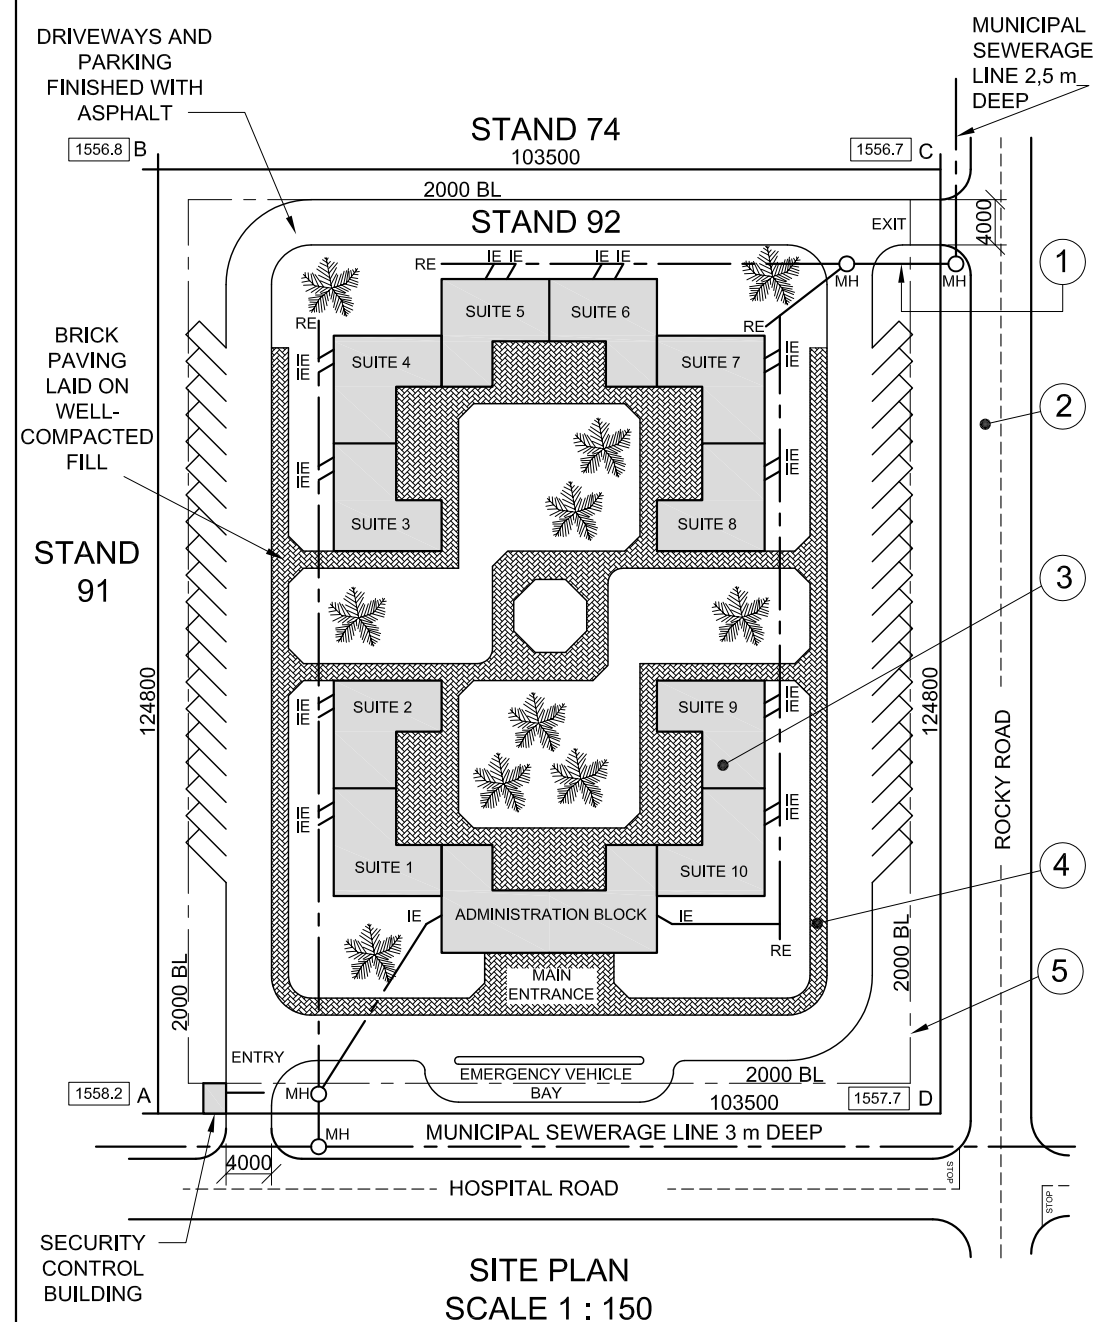 DRIVEWAYS AND
PARKING
FINISHED WITH
ASPHALT
MUNICIPAL
SEWERAGE
LINE 2,5 m
DEEP
STAND 74
103500
1556.8 B
1556.7 C
2000 BL
STAND 92
EXIT
4000
RE
IE IE
IE IE
MH
MH
1
SUITE 5
SUITE 6
RE
RE
BRICK
PAVING
LAID ON
WELL-
COMPACTED
FILL
IE
IE
SUITE 4
SUITE 7
IE
IE
2
IE
IE
IE
IE
SUITE 3
SUITE 8
STAND
91
3
124800
124800
IE
IE
SUITE 2
SUITE 9
IE
IE
ROCKY ROAD
IE
IE
IE
IE
SUITE 1
SUITE 10
4
IE
ADMINISTRATION BLOCK
IE
RE
2000 BL
2000 BL
MAIN
ENTRANCE
5
ENTRY
EMERGENCY VEHICLE
BAY
2000 BL
1558.2 A
MH
103500
1557.7 D
MH
MUNICIPAL SEWERAGE LINE 3 m DEEP
4000
STOP
HOSPITAL ROAD
STOP
SECURITY
CONTROL
BUILDING
SITE PLAN
SCALE 1 : 150